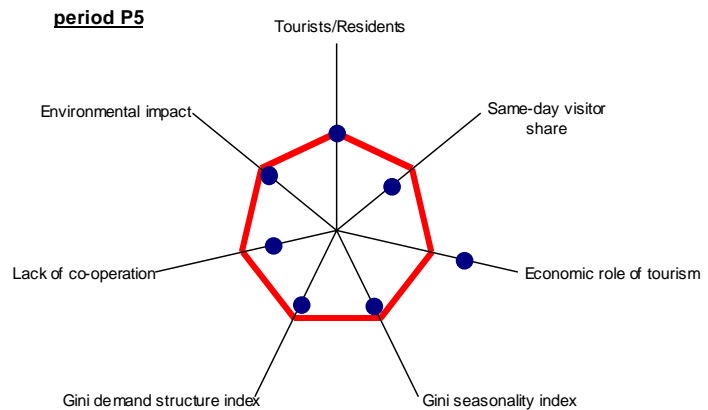 period P5
Tourists/Residents
Environmental impact
Same-day visitor
share
Lack of co-operation
Economic role of tourism
Gini demand structure index
Gini seasonality index